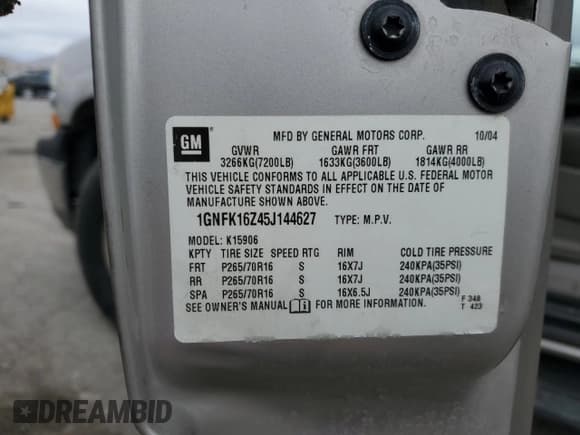 GM
MFD BY GENERAL MOTORS CORP. 10/04
GVWR GAWR FRT GAWR RR
3266KG(7200LB) 1633KG(3600LB) 1814KG(4000LB)
THIS VEHICLE CONFORMS TO ALL APPLICABLE U.S. FEDERAL MOTOR
VEHICLE SAFETY STANDARDS IN EFFECT ON THE DATE OF
MANUFACTURE SHOWN ABOVE.
1GNFK16Z45J144627 TYPE: M.P.V.
MODEL: K15906
KPTY TIRE SIZE SPEED RTG RIM COLD TIRE PRESSURE
FRT P265/70R16 S 16X7J 240KPA(35PSI)
RR P265/70R16 S 16X7J 240KPA(35PSI)
SPA P265/70R16 S 16X6.5J 240KPA(35PSI)
SEE OWNER'S MANUAL FOR MORE INFORMATION.
F 348
T 423
DREAMBID